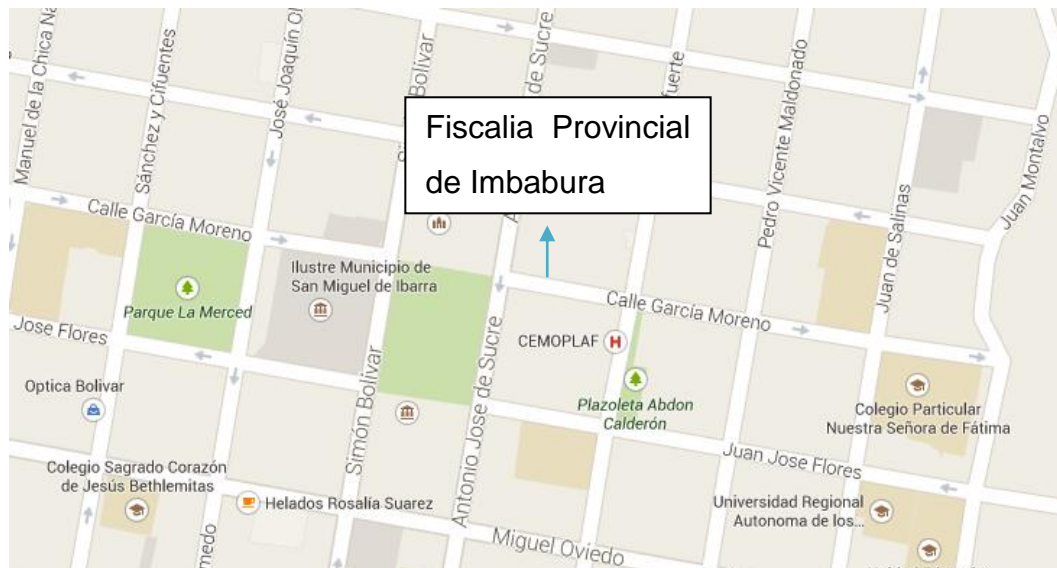 Manuel de la Chica Na
Sánchez y Cifuentes
José Joaquín Ol
Bolívar
de Sucre
fuerte
Pedro Vicente Maldonado
Juan de Salinas
Juan Montalvo
Fiscalia Provincial
de Imbabura
Calle García Moreno
Ilustre Municipio de
San Miguel de Ibarra
Parque La Merced
Calle García Moreno
Jose Flores
CEMOPLAF
H
Optica Bolivar
Simón Bolívar
Antonio Jose de Sucre
Plazoleta Abdon
Calderón
Colegio Particular
Nuestra Señora de Fátima
Juan Jose Flores
Colegio Sagrado Corazón
de Jesús Bethlemitas
Helados Rosalía Suarez
Universidad Regional
Autonoma de los...
medo
Miguel Oviedo